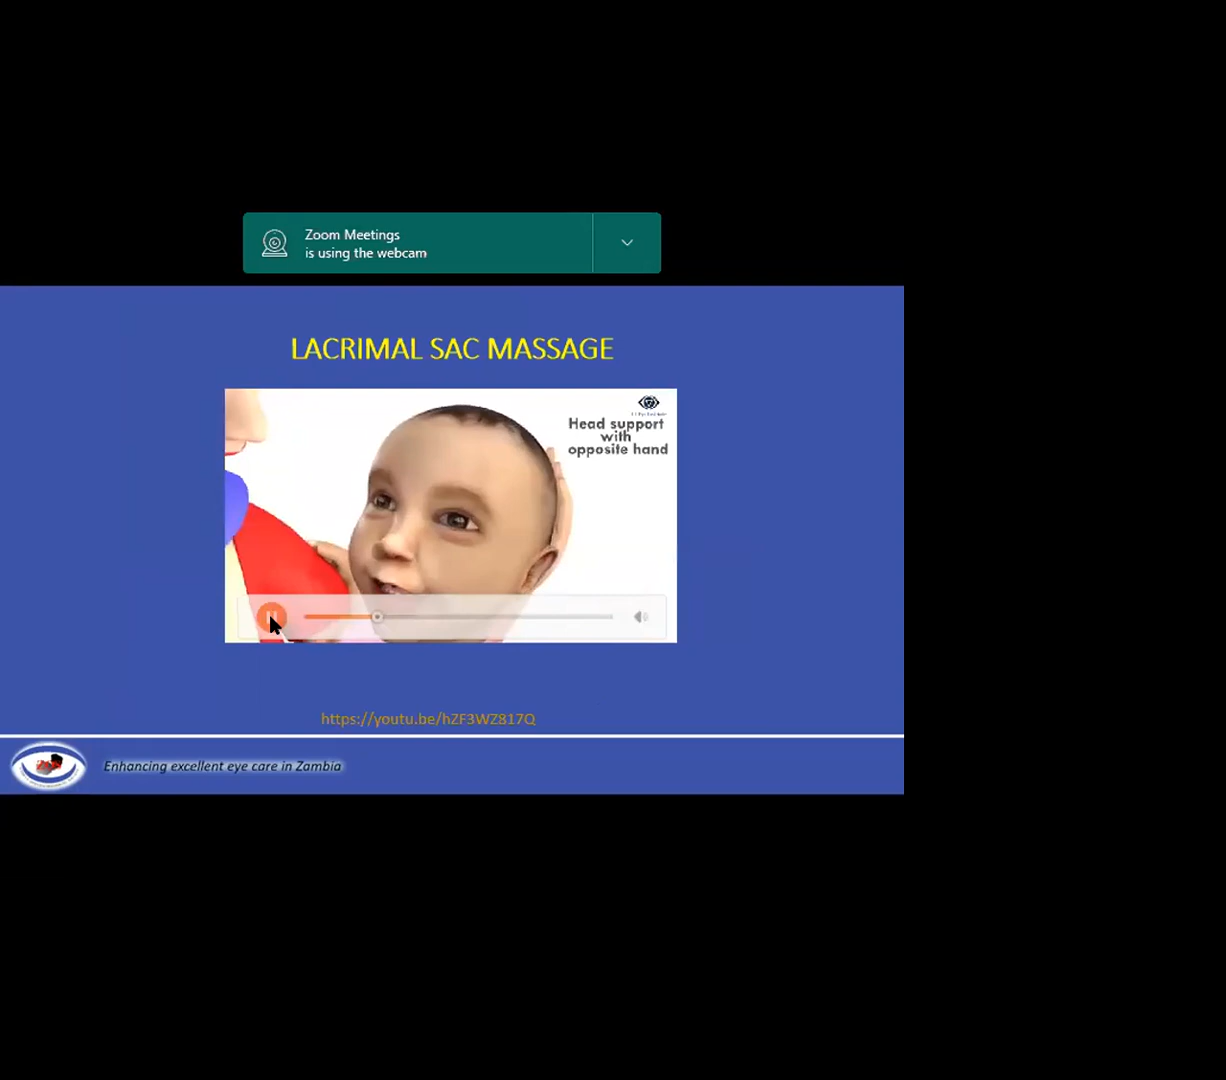 Zoom Meetings
is using the webcam
LACRIMAL SAC MASSAGE
Head support
with
opposite hand
https://youtu.be/hZF3WZ817Q
Enhancing excellent eye care in Zambia